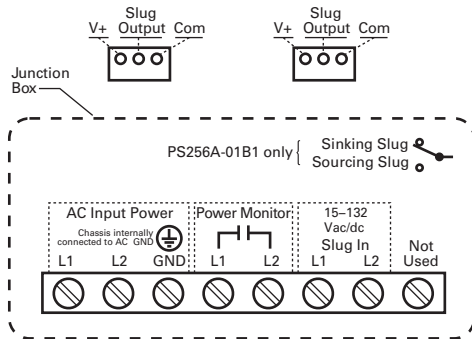 Slug
V+ Output Com
Slug
V+ Output Com
Junction
Box
PS256A-01B1 only
Sinking Slug
Sourcing Slug
AC Input Power
Chassis internally
connected to AC GND
L1 L2 GND
Power Monitor
L1 L2
15–132
Vac/dc
Slug In
L1 L2
Not
Used